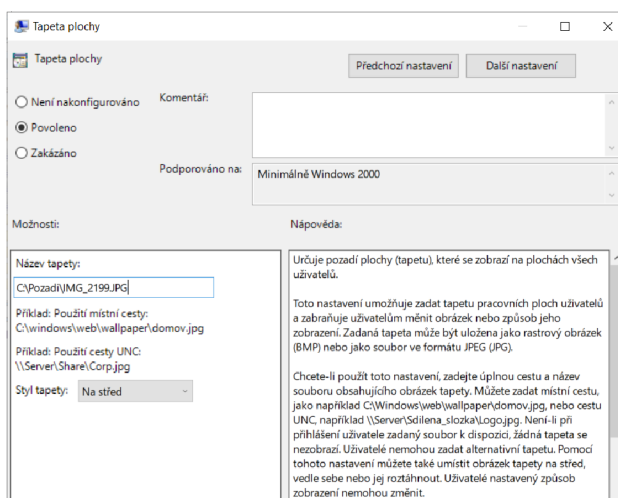 Tapeta plochy
Tapeta plochy
Předchozí nastavení
Další nastavení
Není nakonfigurováno
Povoleno
Zakázáno
Komentář:
Podporováno na:
Minimálně Windows 2000
Možnosti:
Nápověda:
Název tapety:
C:\Pozadi\IMG_2199.JPG
Příklad: Použití místní cesty:
C:\windows\web\wallpaper\domov.jpg
Příklad: Použití cesty UNC:
\\Server\Share\Corp.jpg
Styl tapety:
Na střed
Určuje pozadí plochy (tapetu), které se zobrazí na plochách všech
uživatelů.
Toto nastavení umožňuje zadat tapetu pracovních ploch uživatelů
a zabraňuje uživatelům měnit obrázek nebo způsob jeho
zobrazení. Zadaná tapeta může být uložena jako rastrový obrázek
(BMP) nebo jako soubor ve formátu JPEG (JPG).
Chcete-li použít toto nastavení, zadejte úplnou cestu a název
souboru obsahujícího obrázek tapety. Můžete zadat místní cestu,
jako například C:\Windows\web\wallpaper\domov.jpg, nebo cestu
UNC, například \\Server\Sdilena_slozka\Logo.jpg. Není-li při
přihlášení uživatele zadaný soubor k dispozici, žádná tapeta se
nezobrazí. Uživatelé nemohou zadat alternativní tapetu. Pomocí
tohoto nastavení můžete také umístit obrázek tapety na střed,
vedle sebe nebo jej roztáhnout. Uživatelé nastavený způsob
zobrazení nemohou změnit.